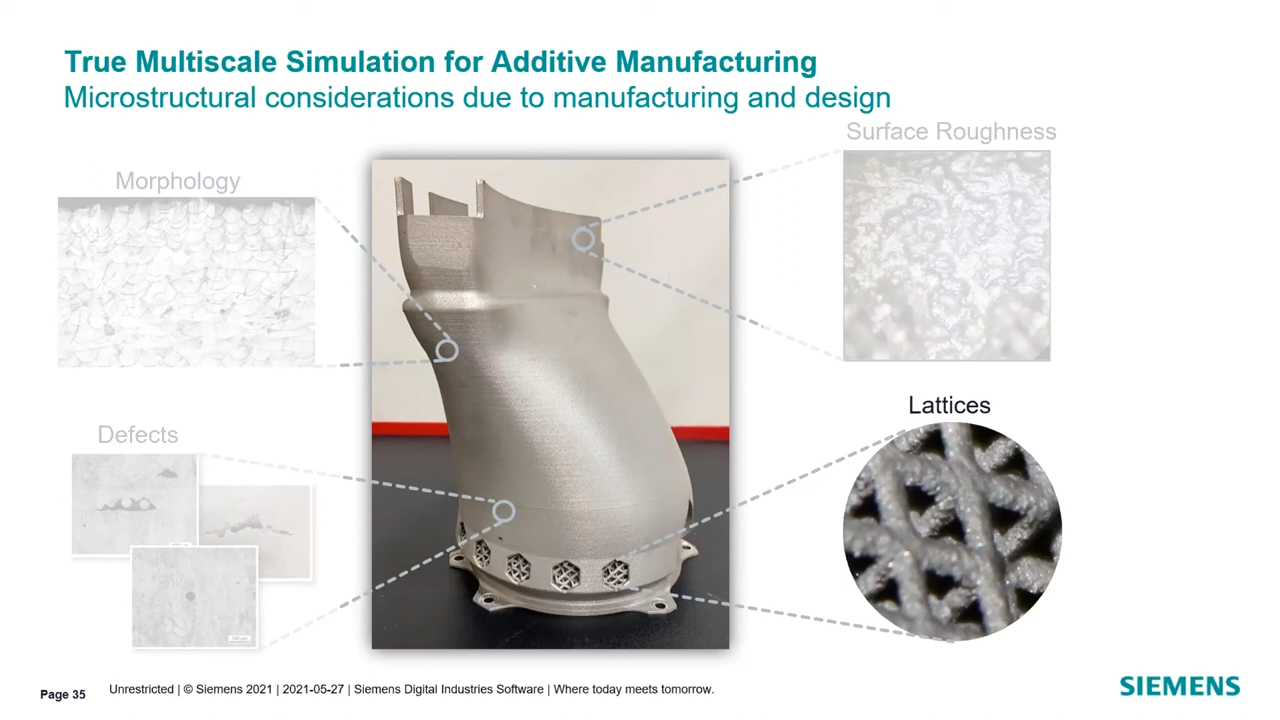 True Multiscale Simulation for Additive Manufacturing
Microstructural considerations due to manufacturing and design
Surface Roughness
Morphology
Lattices
Defects
Page 35
Unrestricted | © Siemens 2021 | 2021-05-27 | Siemens Digital Industries Software | Where today meets tomorrow.
SIEMENS